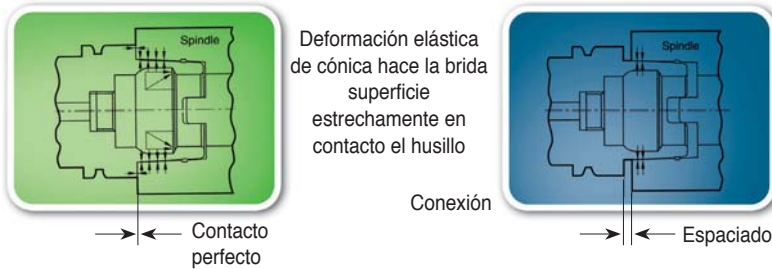 Spindle
Deformación elástica
de cónica hace la brida
superficie
estrechamente en
contacto el husillo
Spindle
Conexión
Contacto
perfecto
Espaciado